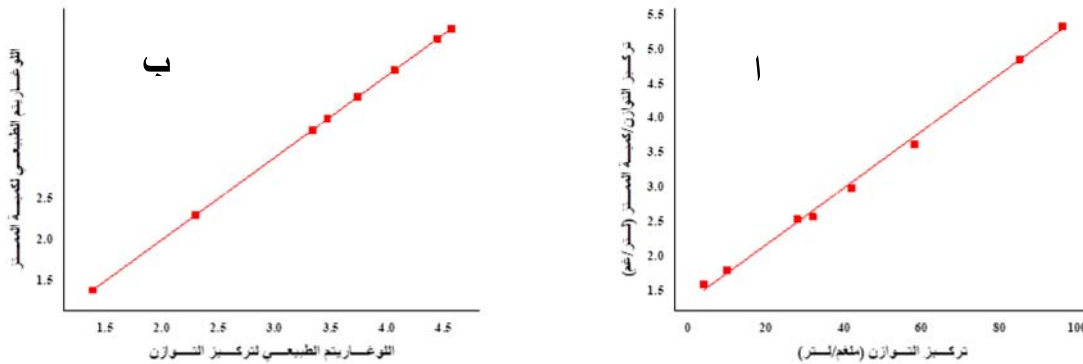 ا
تركيز التوازن/كمية الممتز (لتر/غم)
5.5
5.0
4.5
4.0
3.5
3.0
2.5
2.0
1.5
0 20 40 60 80 100
تركيز التوازن (ملغم/لتر)
ب
اللوغاريتم الطبيعي لكمية الممتز
2.5
2.0
1.5
1.5 2.0 2.5 3.0 3.5 4.0 4.5
اللوغاريتم الطبيعي لتركيز التوازن